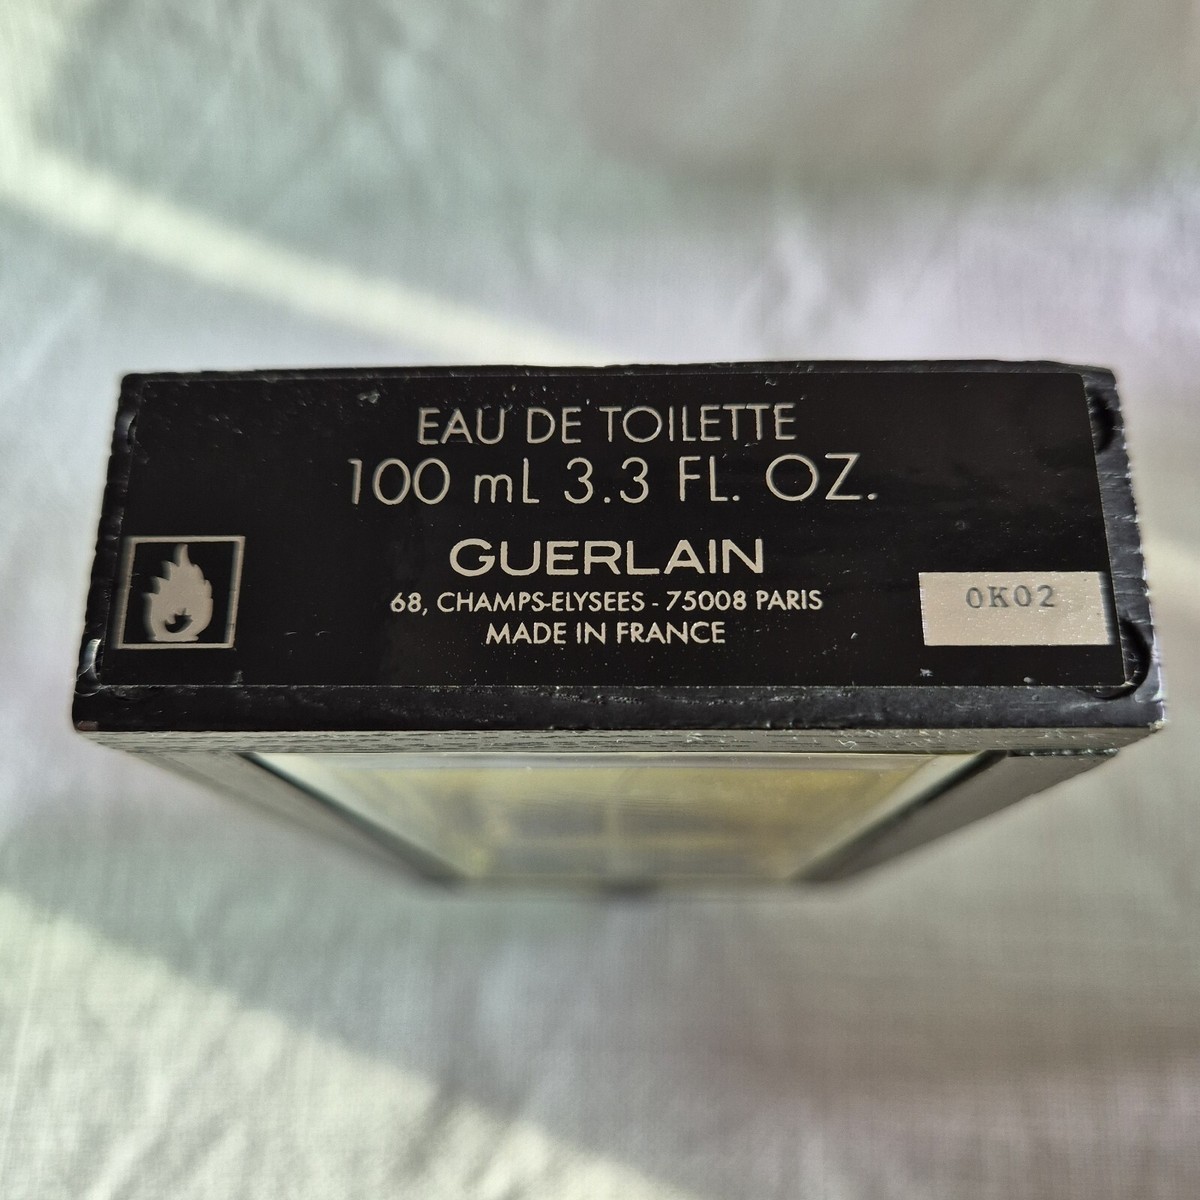 EAU DE TOILETTE
100 mL 3.3 FL. OZ.
GUERLAIN
68, CHAMPS-ELYSEES - 75008 PARIS
MADE IN FRANCE
0K02